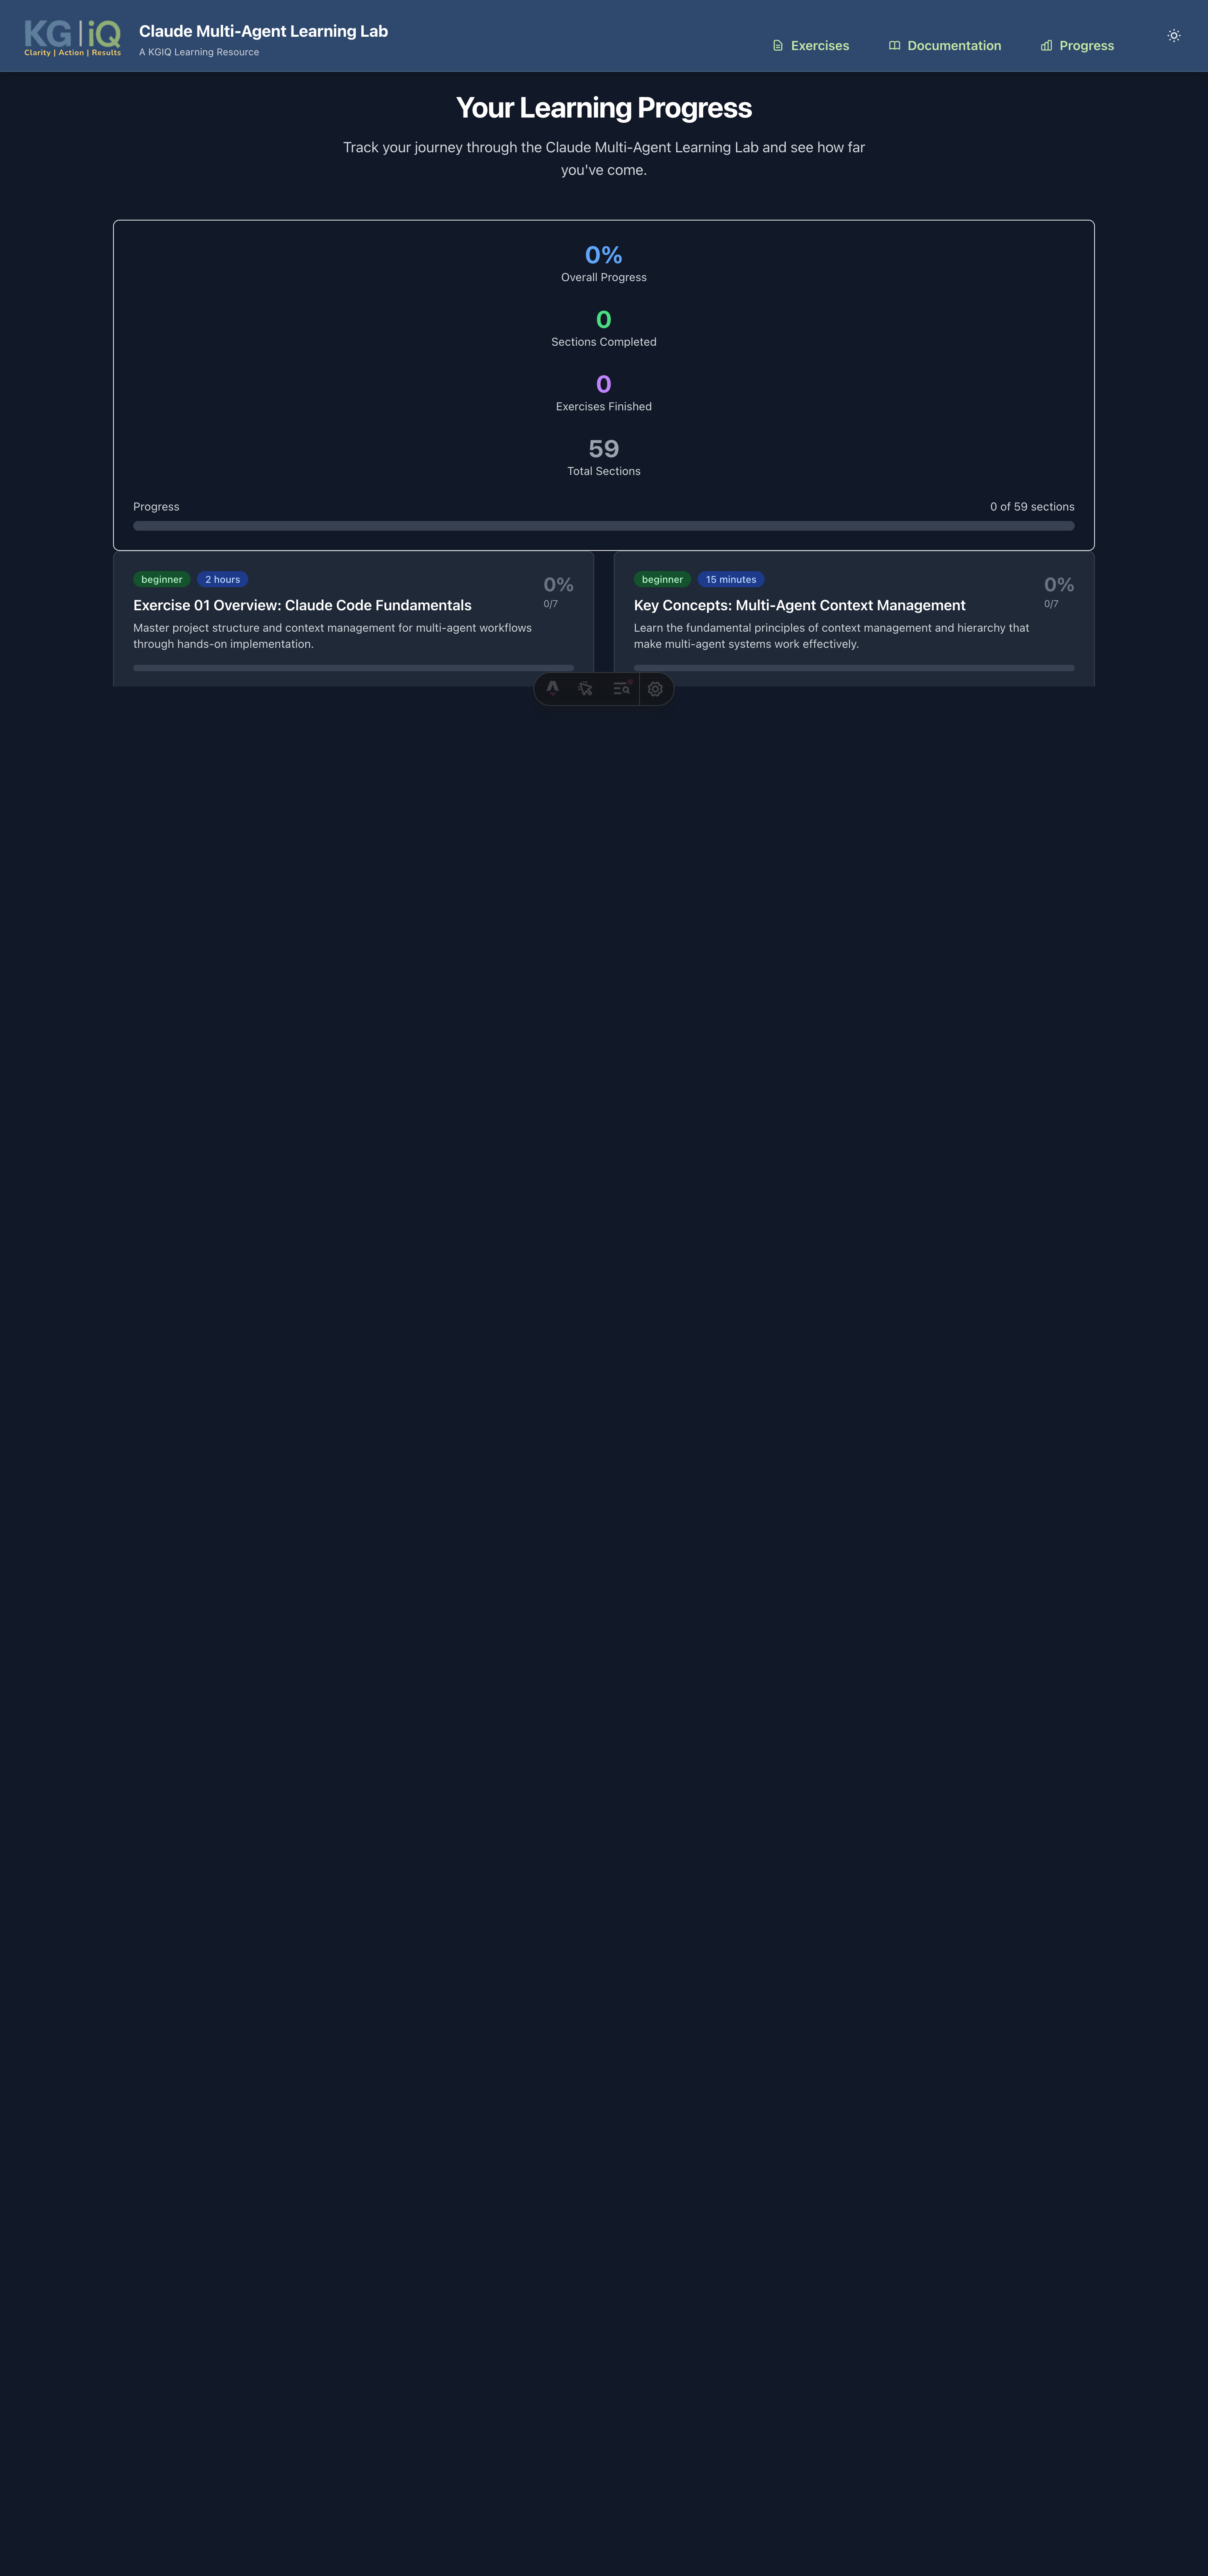 KG|iQ
Clarity | Action | Results
Claude Multi-Agent Learning Lab
A KGIQ Learning Resource
Exercises
Documentation
Progress
Your Learning Progress
Track your journey through the Claude Multi-Agent Learning Lab and see how far
you've come.
0%
Overall Progress
0
Sections Completed
0
Exercises Finished
59
Total Sections
Progress
0 of 59 sections
beginner
2 hours
0%
0/7
Exercise 01 Overview: Claude Code Fundamentals
Master project structure and context management for multi-agent workflows
through hands-on implementation.
beginner
15 minutes
0%
0/7
Key Concepts: Multi-Agent Context Management
Learn the fundamental principles of context management and hierarchy that
make multi-agent systems work effectively.